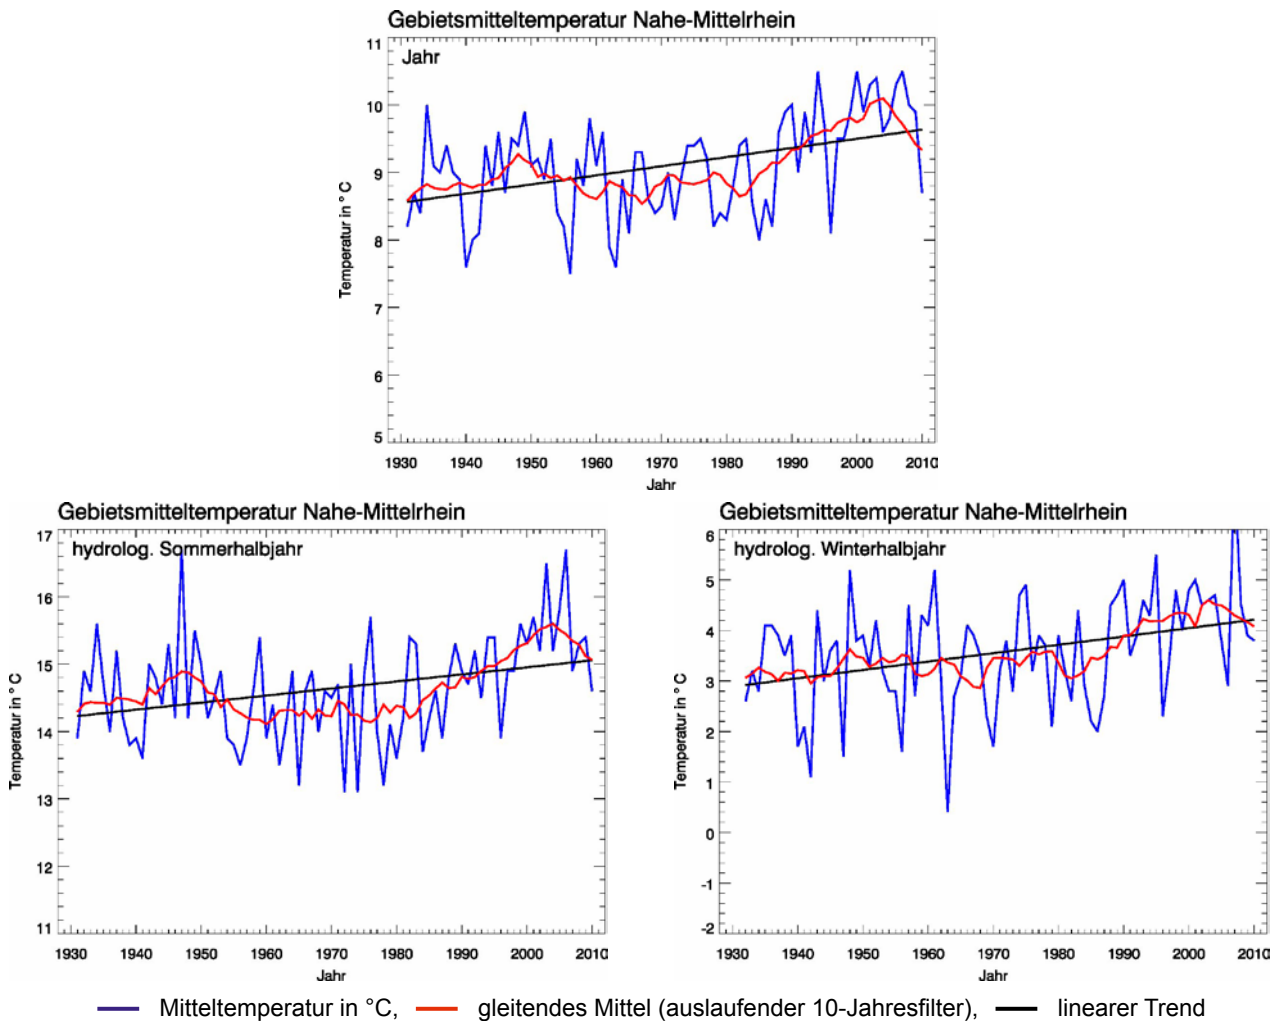 Gebietsmitteltemperatur Nahe-Mittelrhein
Jahr
Temperatur in °C
11
10
9
8
7
6
5
1930 1940 1950 1960 1970 1980 1990 2000 2010
Jahr
Gebietsmitteltemperatur Nahe-Mittelrhein
hydrolog. Sommerhalbjahr
Temperatur in °C
17
16
15
14
13
12
11
1930 1940 1950 1960 1970 1980 1990 2000 2010
Jahr
Gebietsmitteltemperatur Nahe-Mittelrhein
hydrolog. Winterhalbjahr
Temperatur in °C
6
5
4
3
2
1
0
-1
-2
1930 1940 1950 1960 1970 1980 1990 2000 2010
Jahr
Mitteltemperatur in °C, gleitendes Mittel (auslaufender 10-Jahresfilter), linearer Trend